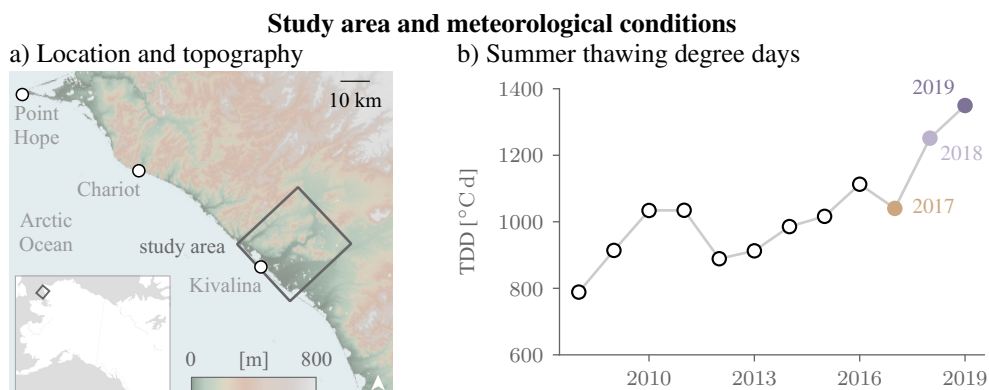 Study area and meteorological conditions
a) Location and topography
10 km
Point
Hope
Chariot
Arctic
Ocean
study area
Kivalina
0 [m] 800
b) Summer thawing degree days
TDD [°C d]
1400
1200
1000
800
600
2010 2013 2016 2019
2019
2018
2017